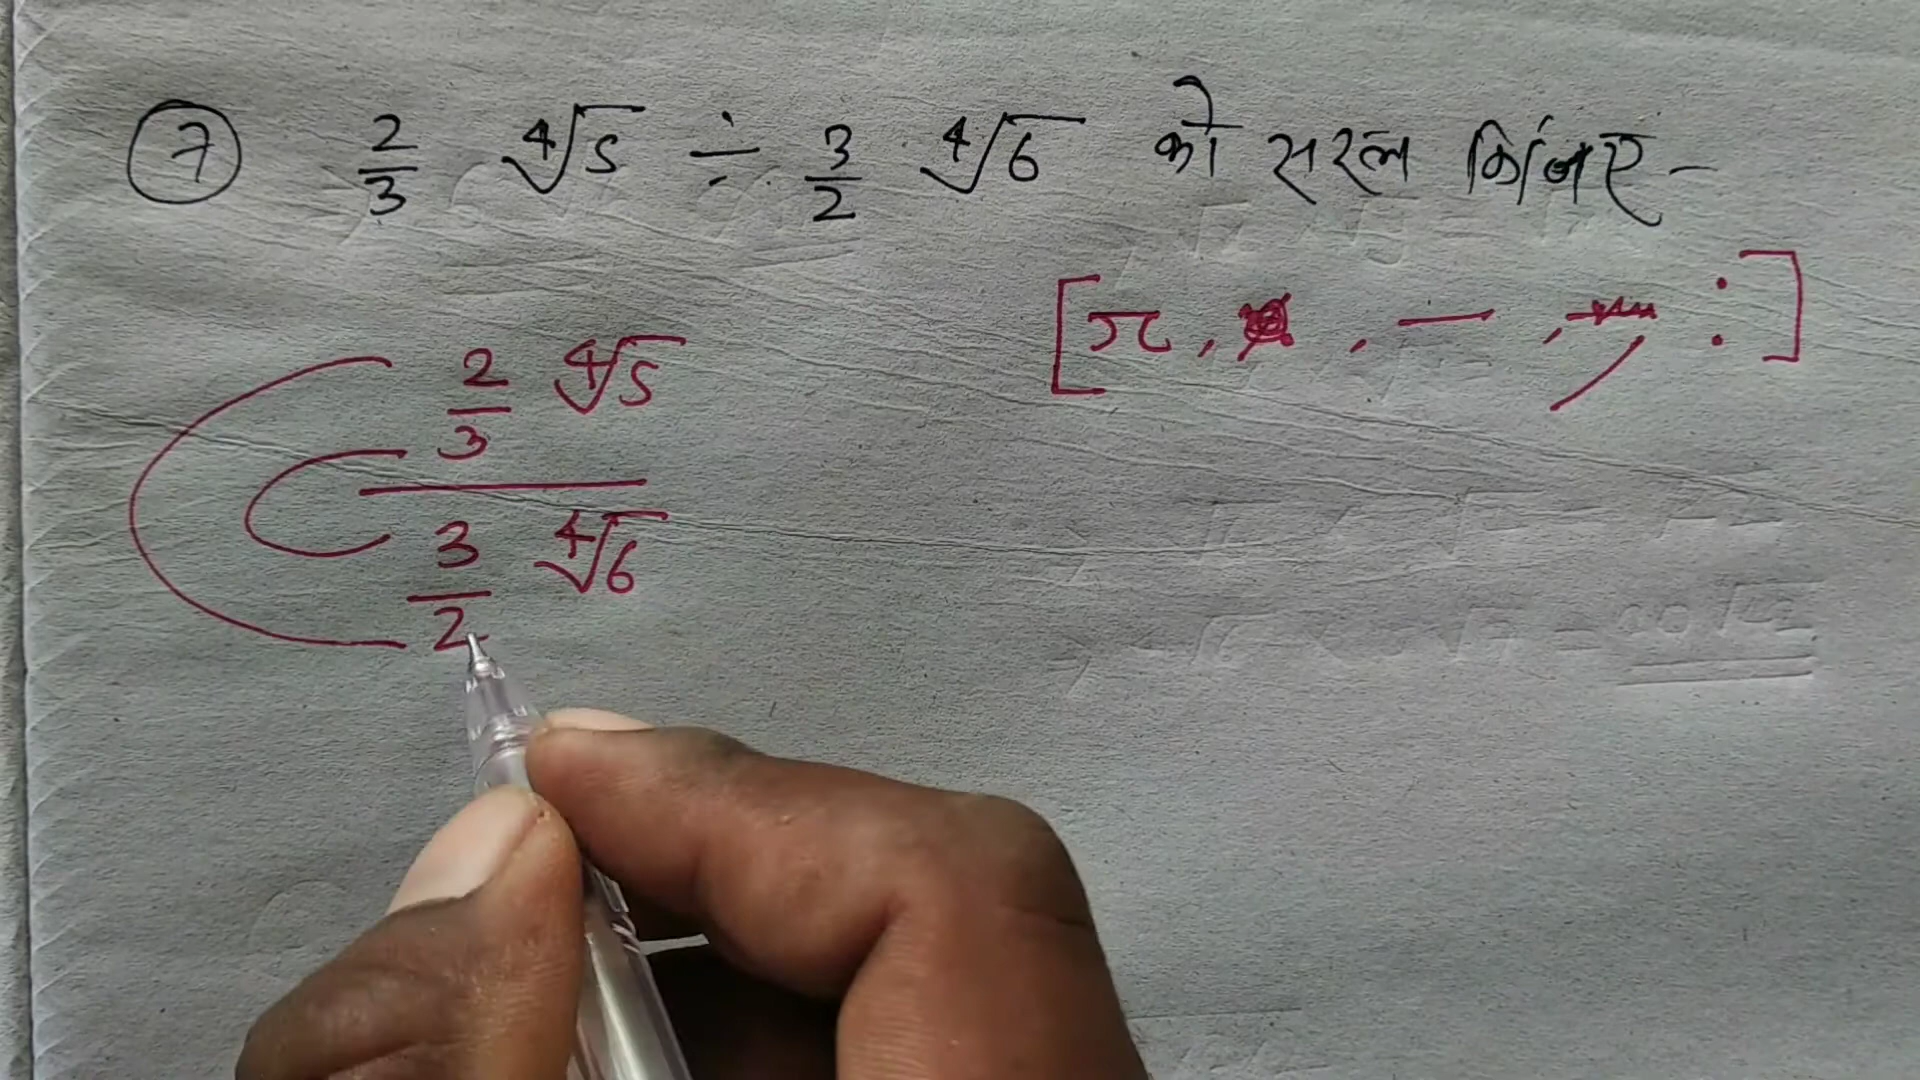 ⑦ 2/3 ∜5 ÷ 3/2 ∜6 को सरल किजिए -
[ x, , —, / : ]
2/3 ∜5
3/2 ∜6